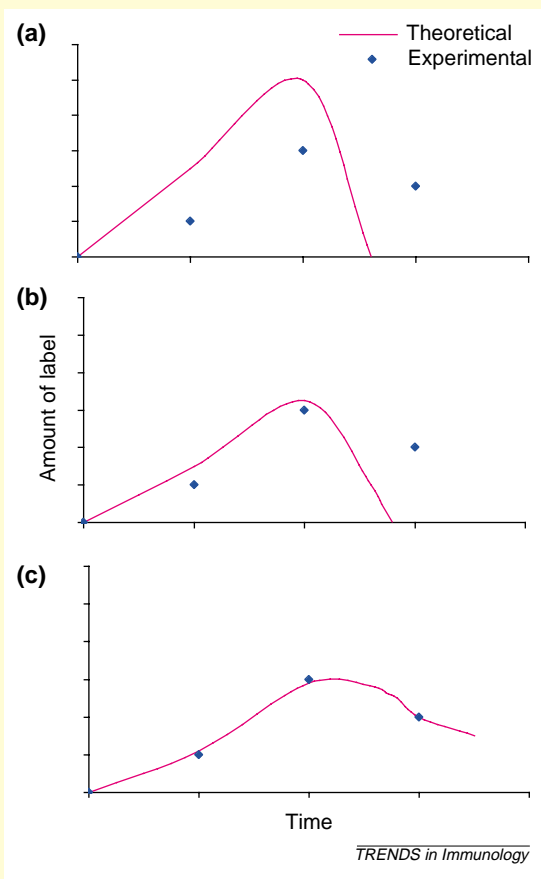 (a)
Theoretical
Experimental
(b)
Amount of label
(c)
Time
TRENDS in Immunology